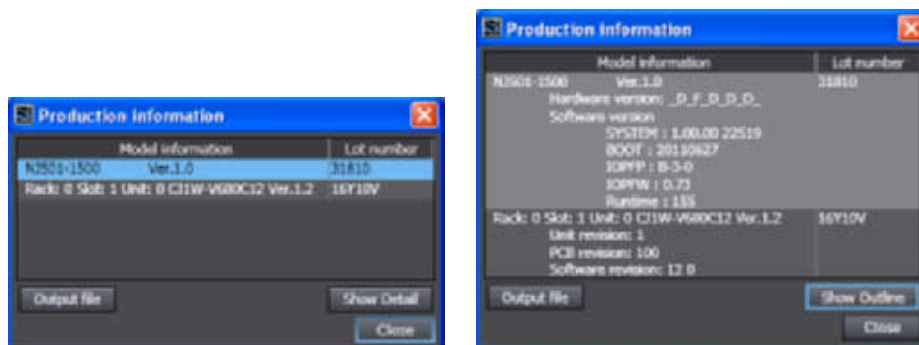 Production Information
Model information Lot number
NJ501-1500 Ver.1.0 31810
Rack: 0 Slot: 1 Unit: 0 CJ1W-V680C12 Ver.1.2 16Y10V
Output file Show Detail
Close
Production Information
Model information Lot number
NJ501-1500 Ver.1.0 31810
Hardware version: _D_F_D_D_D_
Software version
SYSTEM : 1.00.00 22519
BOOT : 20110627
IOPFP : B-3-0
IOPFW : 0.73
Runtime : 155
Rack: 0 Slot: 1 Unit: 0 CJ1W-V680C12 Ver.1.2 16Y10V
Unit revision: 1
PCB revision: 100
Software revision: 12 B
Output file Show Outline
Close